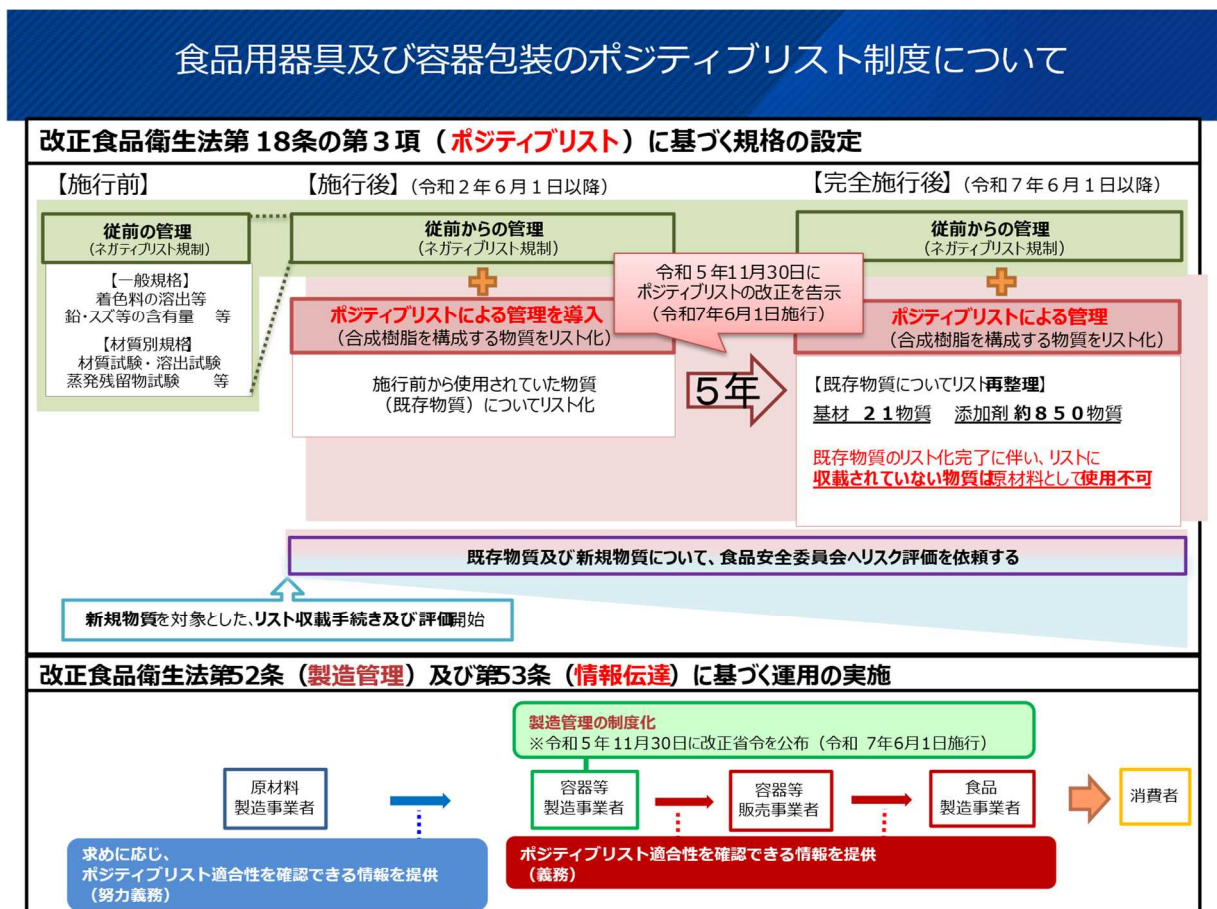 食品用器具及び容器包装のポジティブリスト制度について
改正食品衛生法第18条の第3項（ポジティブリスト）に基づく規格の設定
【施行前】
【施行後】（令和２年６月１日以降）
【完全施行後】（令和７年６月１日以降）
従前の管理
（ネガティブリスト規制）
【一般規格】
着色料の溶出等
鉛・スズ等の含有量　等
【材質別規格】
材質試験・溶出試験
蒸発残留物試験　等
従前からの管理
（ネガティブリスト規制）
ポジティブリストによる管理を導入
（合成樹脂を構成する物質をリスト化）
施行前から使用されていた物質
（既存物質）についてリスト化
令和５年11月30日に
ポジティブリストの改正を告示
（令和7年6月1日施行）
５年
従前からの管理
（ネガティブリスト規制）
ポジティブリストによる管理
（合成樹脂を構成する物質をリスト化）
【既存物質についてリスト再整理】
基材 ２１物質　添加剤 約８５０物質
既存物質のリスト化完了に伴い、リストに
収載されていない物質は原材料として使用不可
既存物質及び新規物質について、食品安全委員会へリスク評価を依頼する
新規物質を対象とした、リスト収載手続き及び評価開始
改正食品衛生法第52条（製造管理）及び第53条（情報伝達）に基づく運用の実施
製造管理の制度化
※令和５年11月30日に改正省令を公布（令和 7年6月1日施行）
原材料
製造事業者
容器等
製造事業者
容器等
販売事業者
食品
製造事業者
消費者
求めに応じ、
ポジティブリスト適合性を確認できる情報を提供
（努力義務）
ポジティブリスト適合性を確認できる情報を提供
（義務）